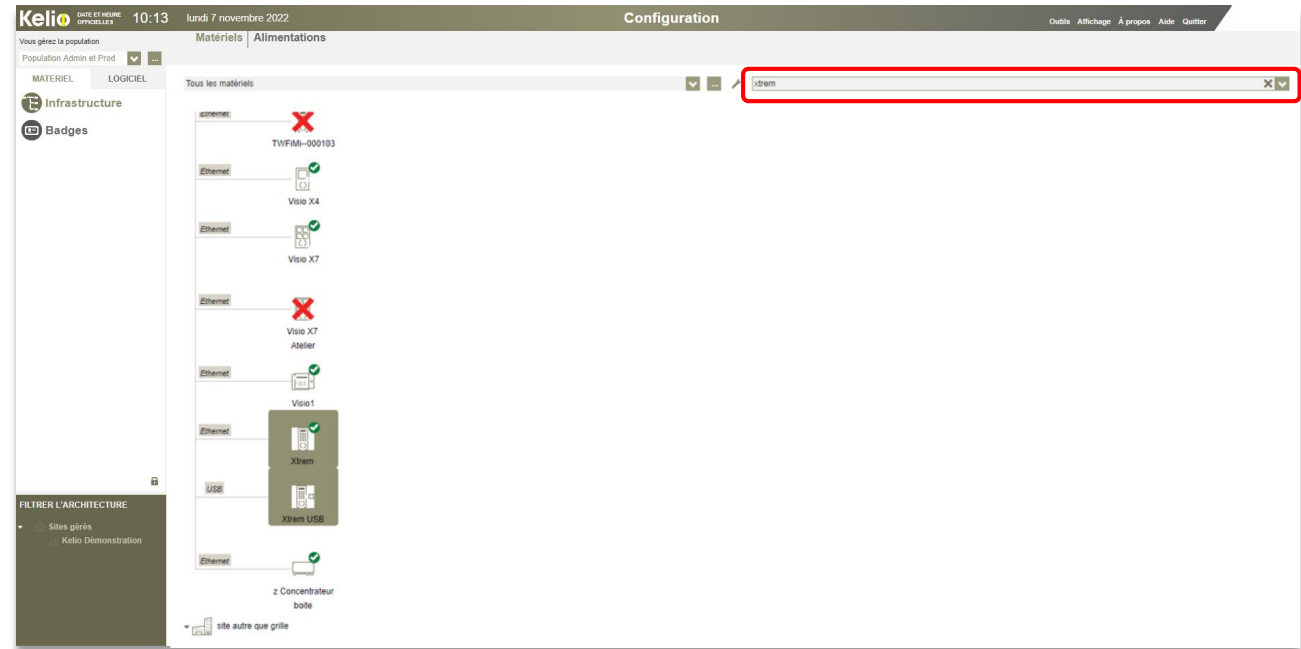 Kelio DATE ET HEURE OFFICIELLES 10:13 lundi 7 novembre 2022 Configuration Outils Affichage À propos Aide Quitter
Vous gérez la population
Population Admin et Prod ...
Matériels Alimentations
MATERIEL LOGICIEL
Infrastructure
Badges
Tous les matériels ... xtrem
Ethernet
TWFiMi--000103
Ethernet
Visio X4
Ethernet
Visio X7
Ethernet
Visio X7
Atelier
Ethernet
Visio1
Ethernet
Xtrem
USB
Xtrem USB
Ethernet
z Concentrateur
boite
site autre que grille
FILTRER L'ARCHITECTURE
Sites gérés
Kelio Démonstration